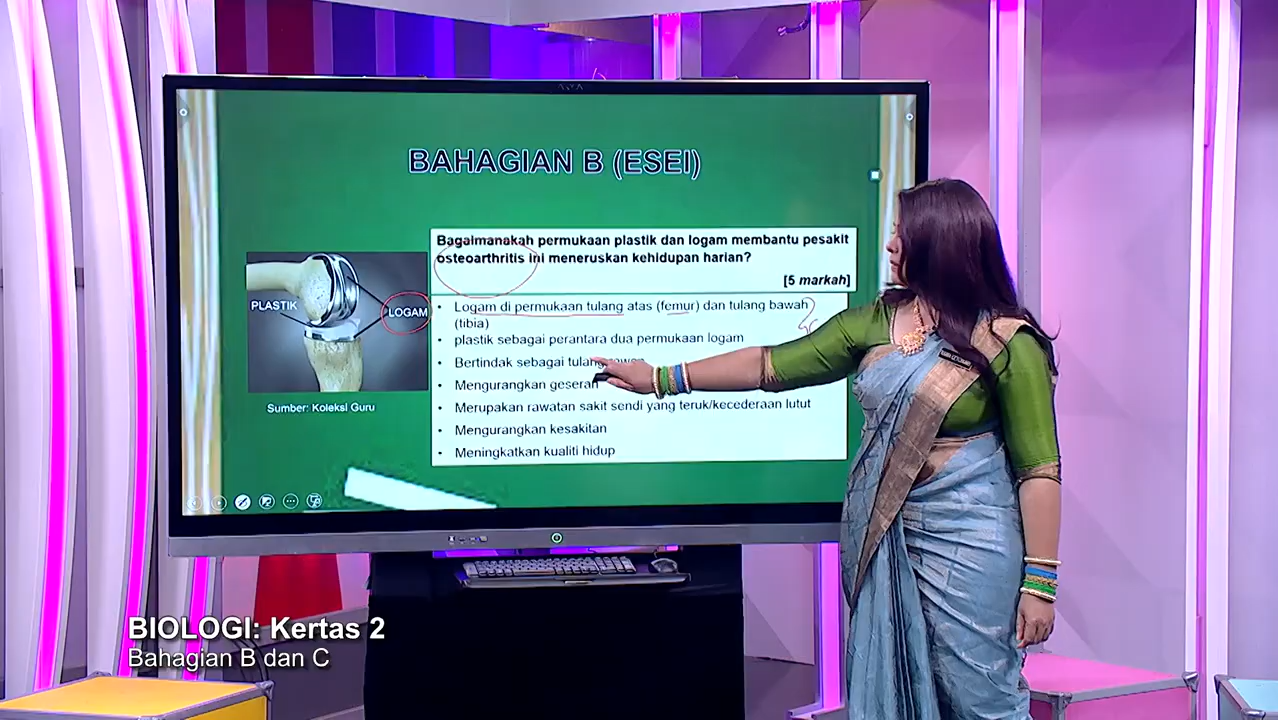 BAHAGIAN B (ESEI)
Bagaimanakah permukaan plastik dan logam membantu pesakit
osteoarthritis ini meneruskan kehidupan harian?
[5 markah]
PLASTIK
LOGAM
Sumber: Koleksi Guru
• Logam di permukaan tulang atas (femur) dan tulang bawah
(tibia)
• plastik sebagai perantara dua permukaan logam
• Bertindak sebagai tulang
• Mengurangkan geseran
• Merupakan rawatan sakit sendi yang teruk/kecederaan lutut
• Mengurangkan kesakitan
• Meningkatkan kualiti hidup
BIOLOGI: Kertas 2
Bahagian B dan C